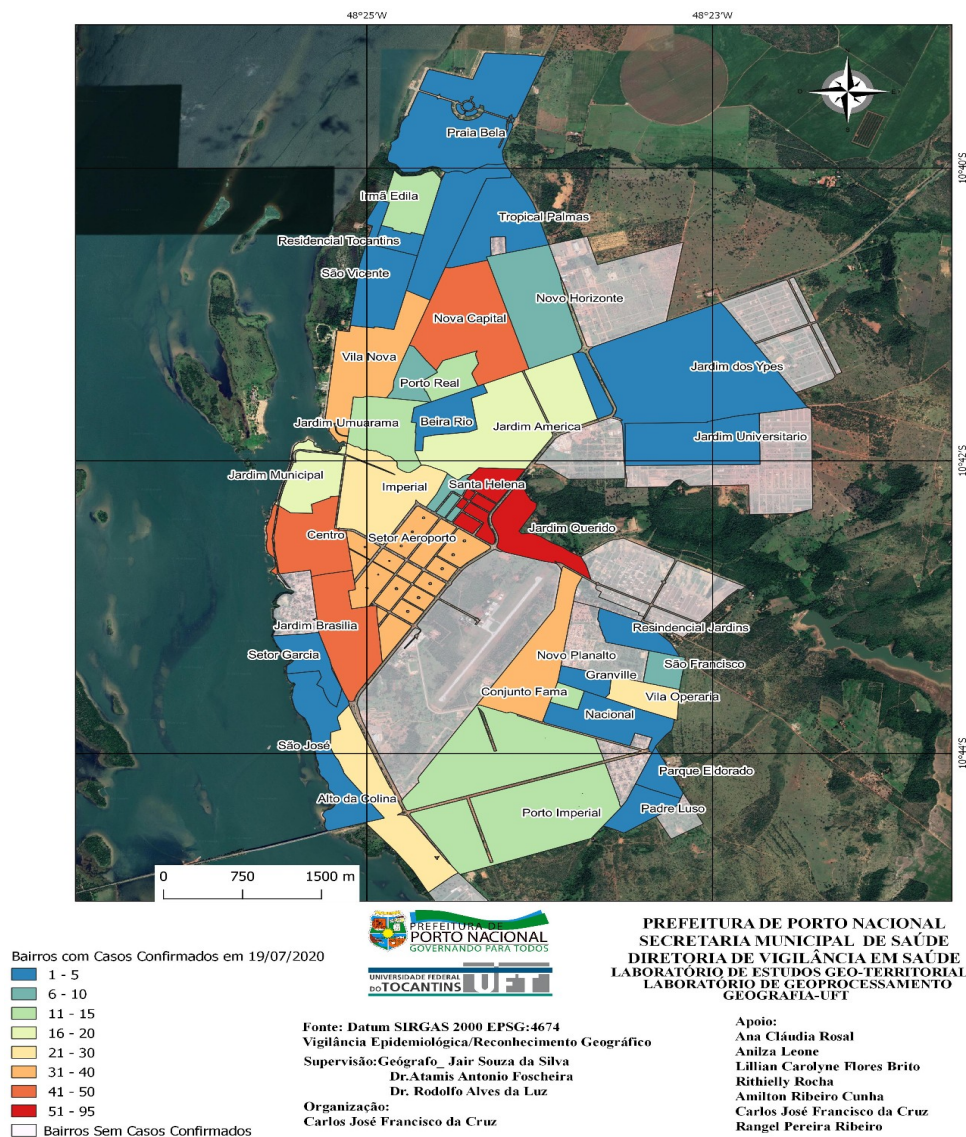 48°25'W
48°23'W
Praia Bela
10°40'S
Irmã Edila
Tropical Palmas
Residencial Tocantins
São Vicente
Novo Horizonte
Nova Capital
Vila Nova
Jardim dos Ypes
Porto Real
Jardim Umuarama
Beira Rio
Jardim America
Jardim Universitario
10°42'S
Jardim Municipal
Imperial
Santa Helena
Jardim Querido
Centro
Setor Aeroporto
Jardim Brasilia
Resindencial Jardins
Setor Garcia
Novo Planalto
São Francisco
Granville
Conjunto Fama
Vila Operaria
Nacional
São José
10°44'S
Parque Eldorado
Alto da Colina
Porto Imperial
Padre Luso
0 750 1500 m
PREFEITURA DE
PORTO NACIONAL
GOVERNANDO PARA TODOS
UNIVERSIDADE FEDERAL
DO TOCANTINS
UFT
PREFEITURA DE PORTO NACIONAL
SECRETARIA MUNICIPAL DE SAÚDE
DIRETORIA DE VIGILÂNCIA EM SAÚDE
LABORATÓRIO DE ESTUDOS GEO-TERRITORIAL
LABORATÓRIO DE GEOPROCESSAMENTO
GEOGRAFIA-UFT
Bairros com Casos Confirmados em 19/07/2020
1 - 5
6 - 10
11 - 15
16 - 20
21 - 30
31 - 40
41 - 50
51 - 95
Bairros Sem Casos Confirmados
Fonte: Datum SIRGAS 2000 EPSG:4674
Vigilância Epidemiológica/Reconhecimento Geográfico
Supervisão:Geógrafo_ Jair Souza da Silva
Dr.Atamis Antonio Foscheira
Dr. Rodolfo Alves da Luz
Organização:
Carlos José Francisco da Cruz
Apoio:
Ana Cláudia Rosal
Anilza Leone
Lillian Carolyne Flores Brito
Rithielly Rocha
Amilton Ribeiro Cunha
Carlos José Francisco da Cruz
Rangel Pereira Ribeiro